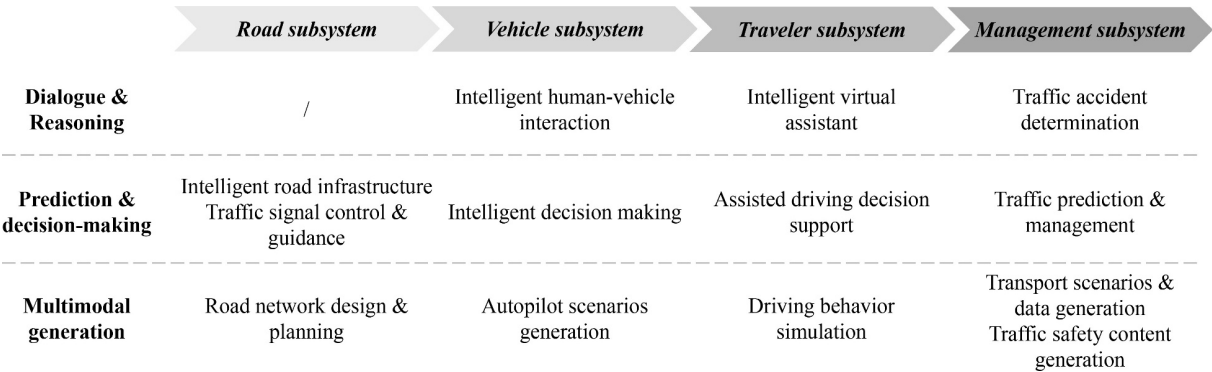 Road subsystem
Vehicle subsystem
Traveler subsystem
Management subsystem
Dialogue &
Reasoning
/
Intelligent human-vehicle
interaction
Intelligent virtual
assistant
Traffic accident
determination
Prediction &
decision-making
Intelligent road infrastructure
Traffic signal control &
guidance
Intelligent decision making
Assisted driving decision
support
Traffic prediction &
management
Multimodal
generation
Road network design &
planning
Autopilot scenarios
generation
Driving behavior
simulation
Transport scenarios &
data generation
Traffic safety content
generation